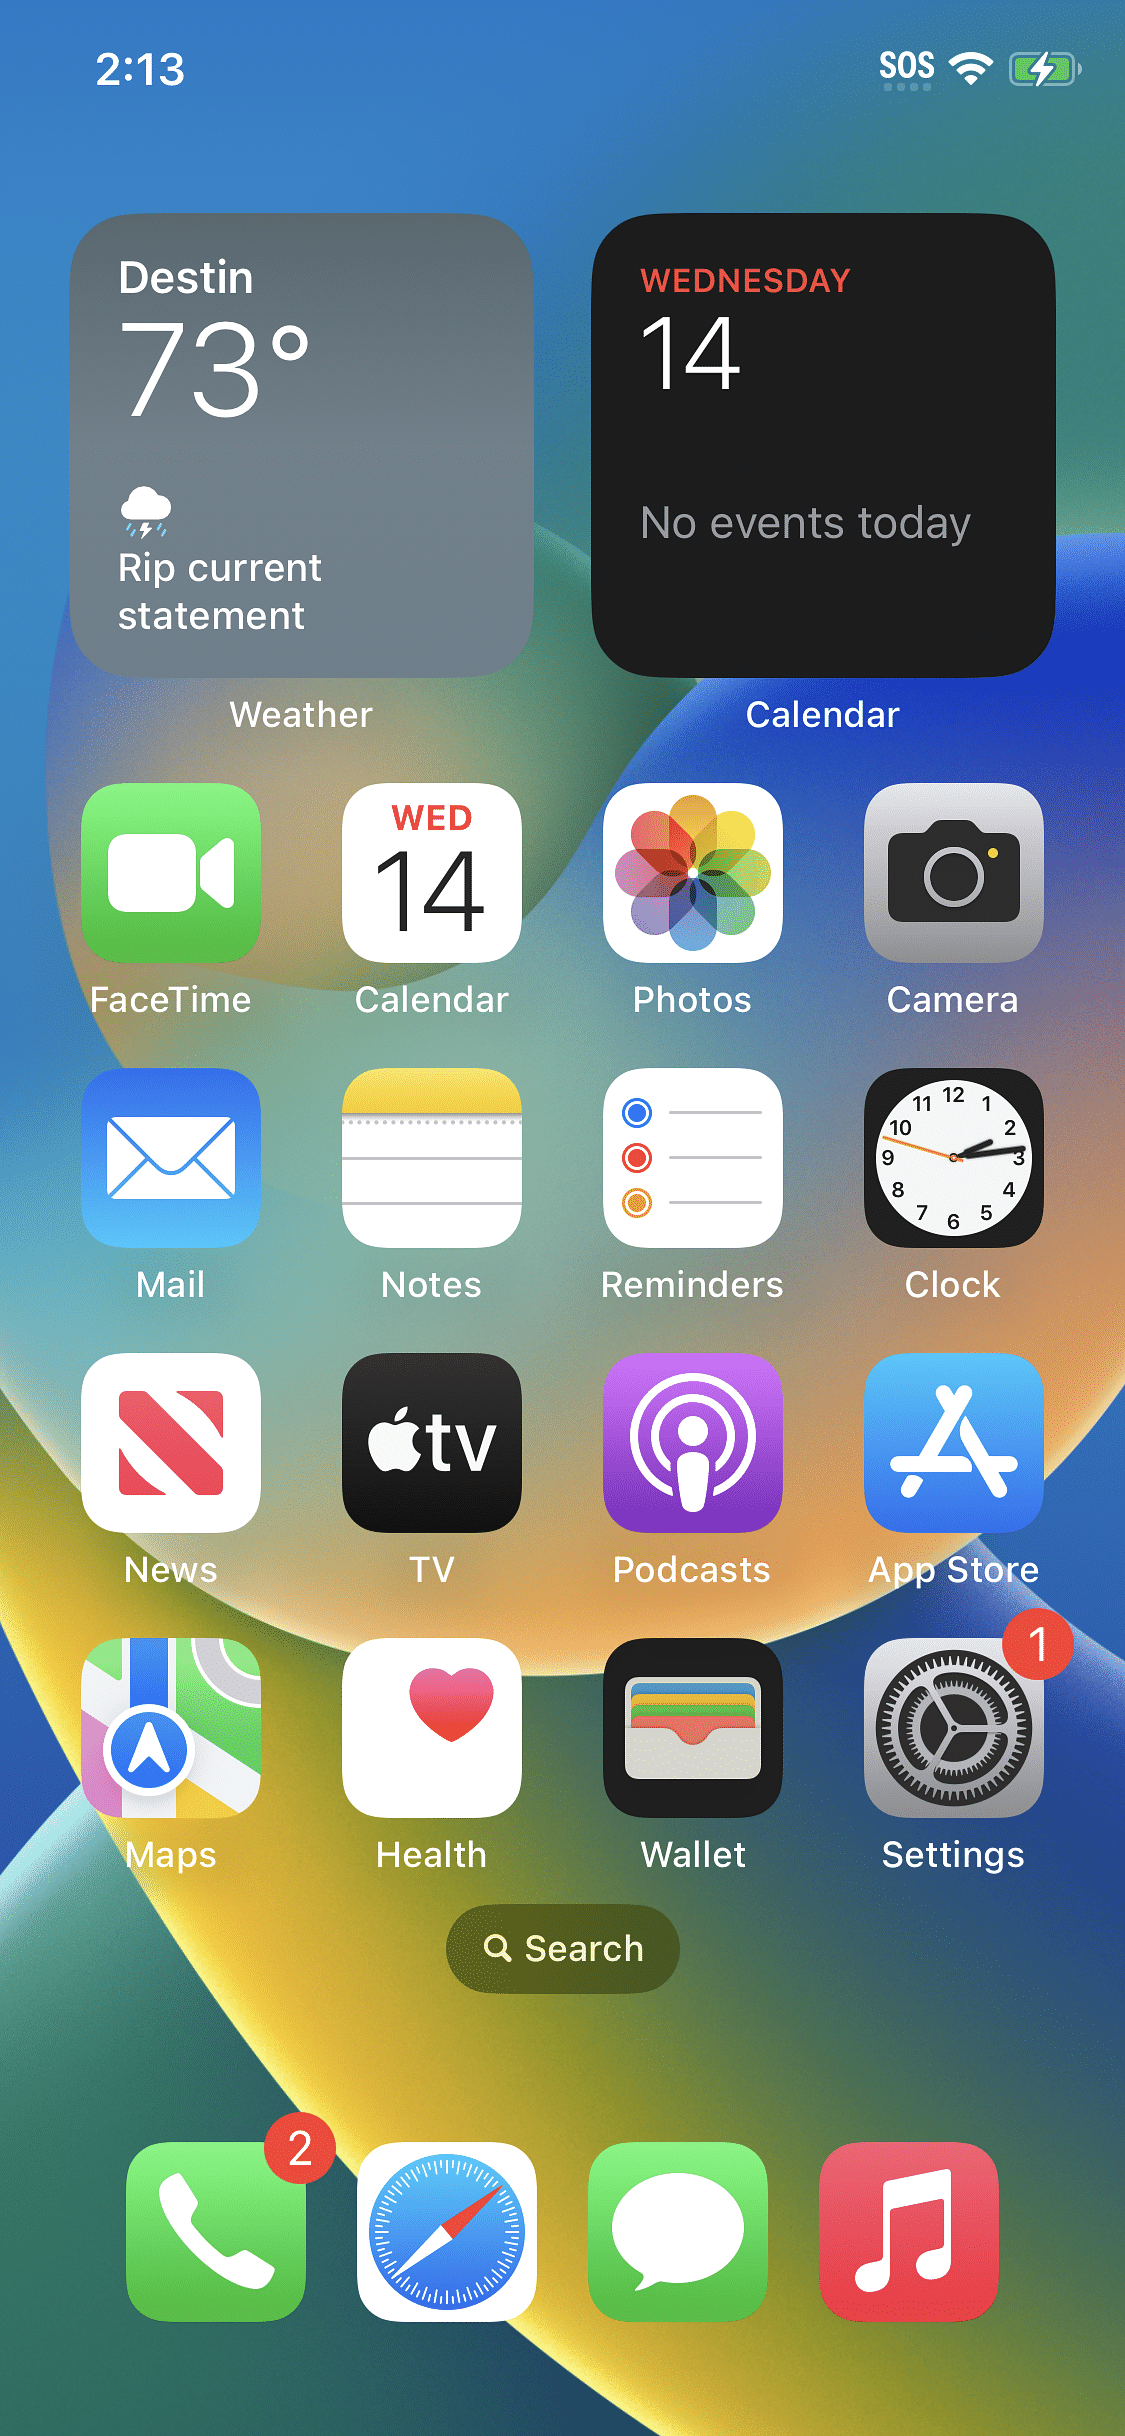 2:13
SOS
Destin
73°
Rip current
statement
Weather
WEDNESDAY
14
No events today
Calendar
WED
14
FaceTime
Calendar
Photos
Camera
12
11
1
10
2
9
3
8
4
7
5
6
Mail
Notes
Reminders
Clock
tv
News
TV
Podcasts
App Store
1
Maps
Health
Wallet
Settings
Search
2